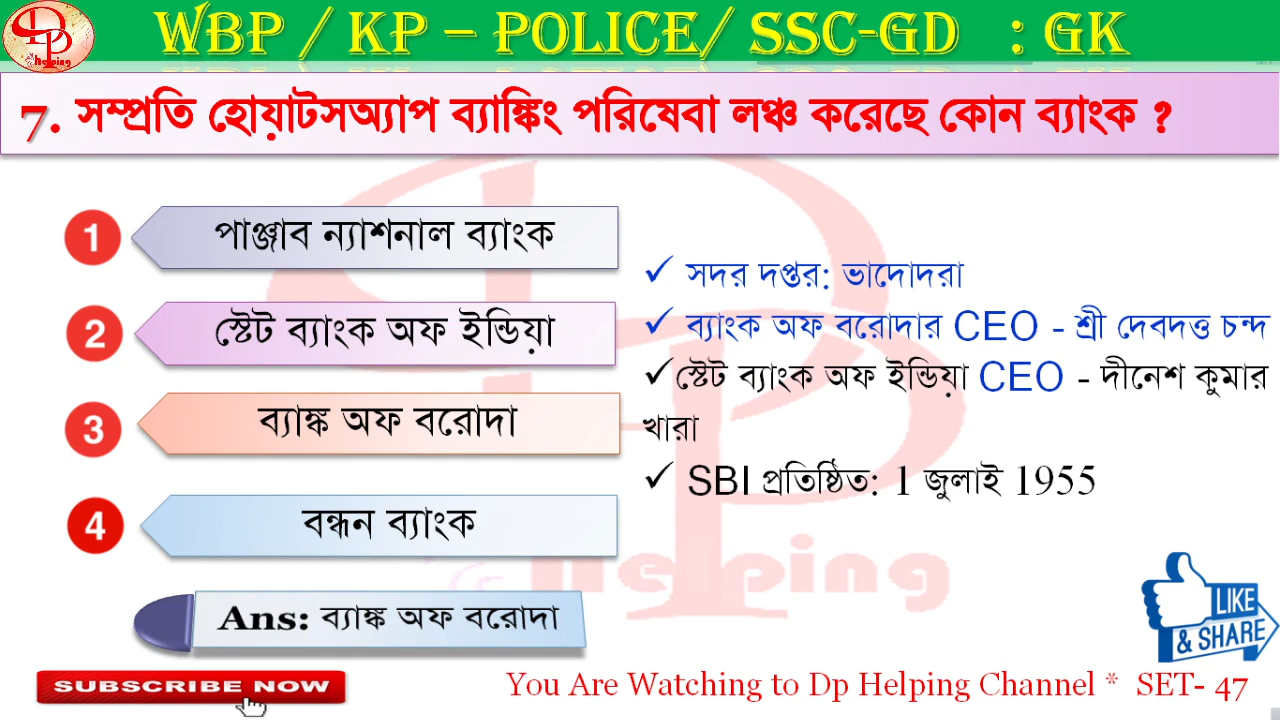 WBP / KP – POLICE/ SSC-GD : GK
7. সম্প্রতি হোয়াটসঅ্যাপ ব্যাঙ্কিং পরিষেবা লঞ্চ করেছে কোন ব্যাংক ?
1 পাঞ্জাব ন্যাশনাল ব্যাংক
2 স্টেট ব্যাংক অফ ইন্ডিয়া
3 ব্যাঙ্ক অফ বরোদা
4 বন্ধন ব্যাংক
✓ সদর দপ্তর: ভাদোদরা
✓ ব্যাংক অফ বরোদার CEO - শ্রী দেবদত্ত চন্দ
✓স্টেট ব্যাংক অফ ইন্ডিয়া CEO - দীনেশ কুমার
খারা
✓ SBI প্রতিষ্ঠিত: 1 জুলাই 1955
Ans: ব্যাঙ্ক অফ বরোদা
DP
Helping
LIKE
& SHARE
SUBSCRIBE NOW
You Are Watching to Dp Helping Channel * SET- 47